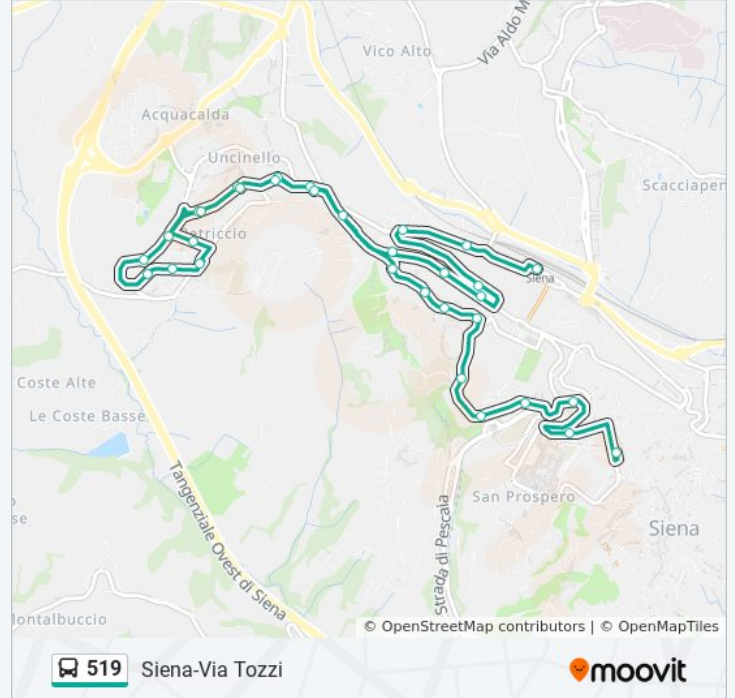 Vico Alto
Via Aldo M
Acquacalda
Uncinello
Scacciapen
Petriccio
Siena
Coste Alte
Le Coste Basse
Tangenziale Ovest di Siena
Strada di Pescaia
San Prospero
Siena
se
Montalbuccio
© OpenStreetMap contributors | © OpenMapTiles
519 Siena-Via Tozzi
moovit